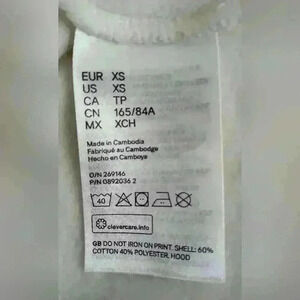 EUR XS
US XS
CA TP
CN 165/84A
MX XCH
Made in Cambodia
Fabriqué au Cambodge
Hecho en Camboya
O/N 269146
P/N 0892036 2
40
clevercare.info
GB DO NOT IRON ON PRINT. SHELL: 60%
COTTON 40% POLYESTER, HOOD